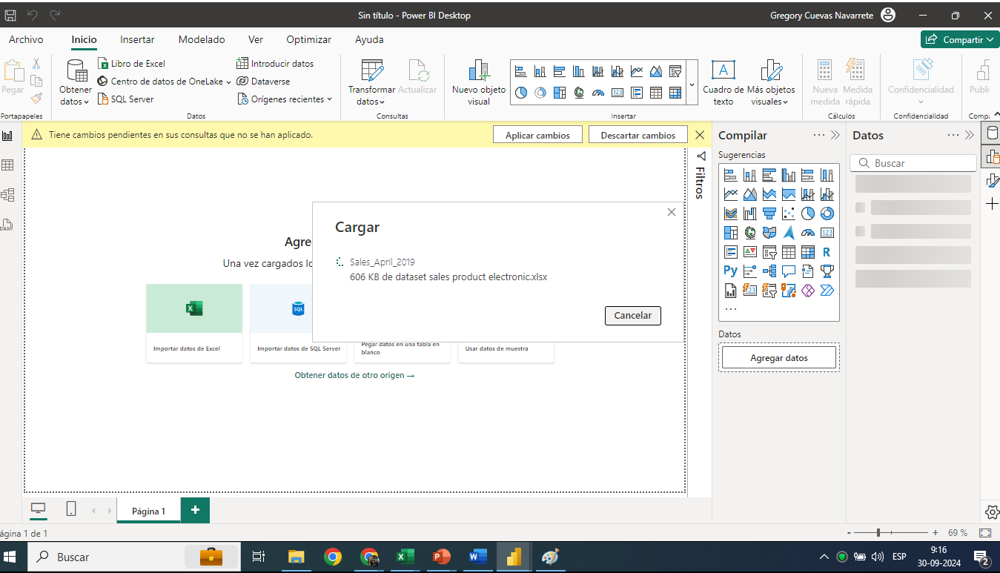 Sin título - Power BI Desktop
Gregory Cuevas Navarrete
Archivo Inicio Insertar Modelado Ver Optimizar Ayuda
Compartir
Pegar
Obtener datos
Libro de Excel
Centro de datos de OneLake
SQL Server
Introducir datos
Dataverse
Orígenes recientes
Transformar datos
Actualizar
Nuevo objeto visual
123
A
Cuadro de texto
Más objetos visuales
Nueva medida
Medida rápida
Confidencialidad
Publi
Portapapeles
Datos
Consultas
Insertar
Cálculos
Confidencialidad
Tiene cambios pendientes en sus consultas que no se han aplicado.
Aplicar cambios
Descartar cambios
Filtros
DAX
Agre
Una vez cargados lo
Cargar
Sales_April_2019
606 KB de dataset sales product electronic.xlsx
Cancelar
X
SQL
Importar datos de Excel
Importar datos de SQL Server
Pegar datos en una tabla en
blanco
Usar datos de muestra
Obtener datos de otro origen →
Compilar
Sugerencias
123
R
Py
123
...
Datos
Agregar datos
Datos
Buscar
Página 1
ágina 1 de 1
- + 69 %
Buscar
ESP
9:16
30-09-2024
2